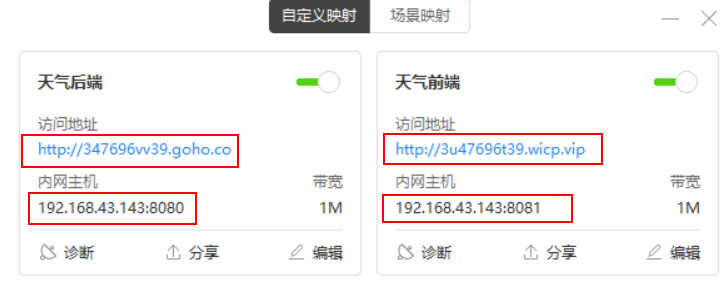 自定义映射 场景映射
天气后端
访问地址
http://347696vv39.goho.co
内网主机 带宽
192.168.43.143:8080 1M
诊断 分享 编辑
天气前端
访问地址
http://3u47696t39.wicp.vip
内网主机 带宽
192.168.43.143:8081 1M
诊断 分享 编辑